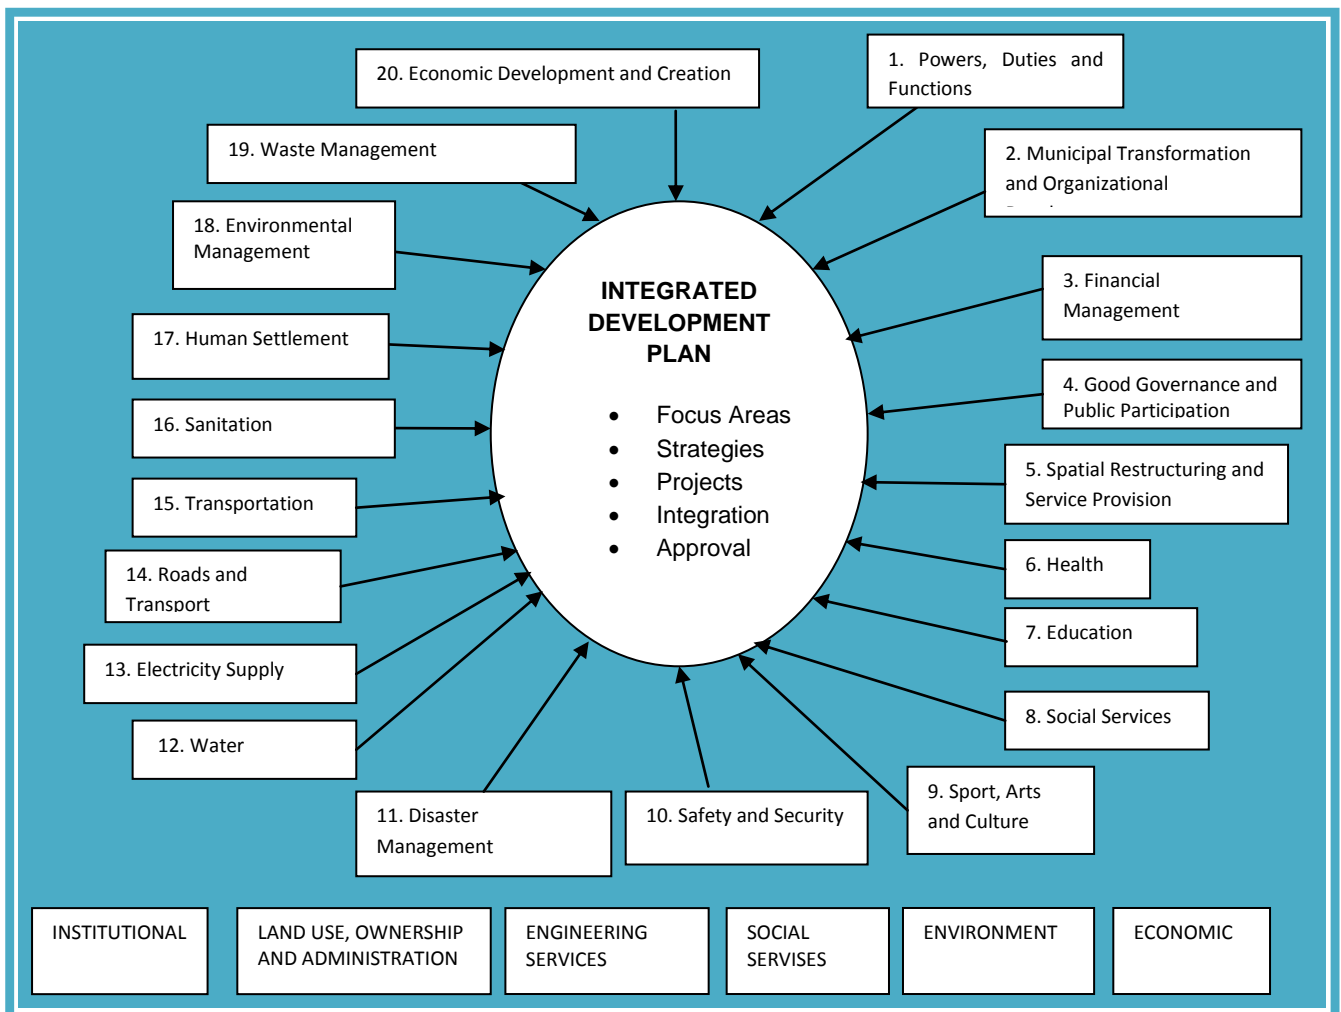 20. Economic Development and Creation
1. Powers, Duties and
Functions
19. Waste Management
2. Municipal Transformation
and Organizational
18. Environmental
Management
3. Financial
Management
INTEGRATED
DEVELOPMENT
PLAN
17. Human Settlement
4. Good Governance and
Public Participation
• Focus Areas
• Strategies
• Projects
• Integration
• Approval
16. Sanitation
5. Spatial Restructuring and
Service Provision
15. Transportation
6. Health
14. Roads and
Transport
7. Education
13. Electricity Supply
8. Social Services
12. Water
9. Sport, Arts
and Culture
11. Disaster
Management
10. Safety and Security
INSTITUTIONAL
LAND USE, OWNERSHIP
AND ADMINISTRATION
ENGINEERING
SERVICES
SOCIAL
SERVISES
ENVIRONMENT
ECONOMIC